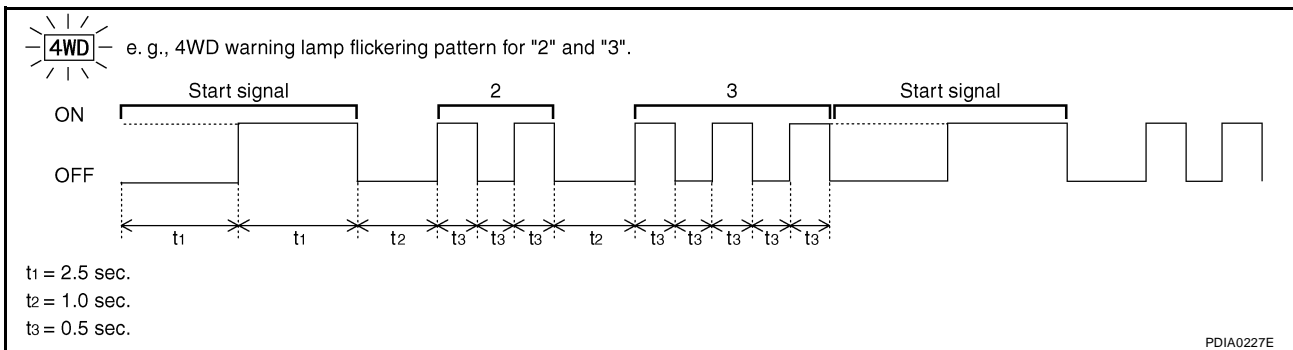 4WD e. g., 4WD warning lamp flickering pattern for "2" and "3".
Start signal 2 3 Start signal
ON
OFF
t1 t1 t2 t3 t3 t3 t2 t3 t3 t3 t3 t3
t1 = 2.5 sec.
t2 = 1.0 sec.
t3 = 0.5 sec.
PDIA0227E